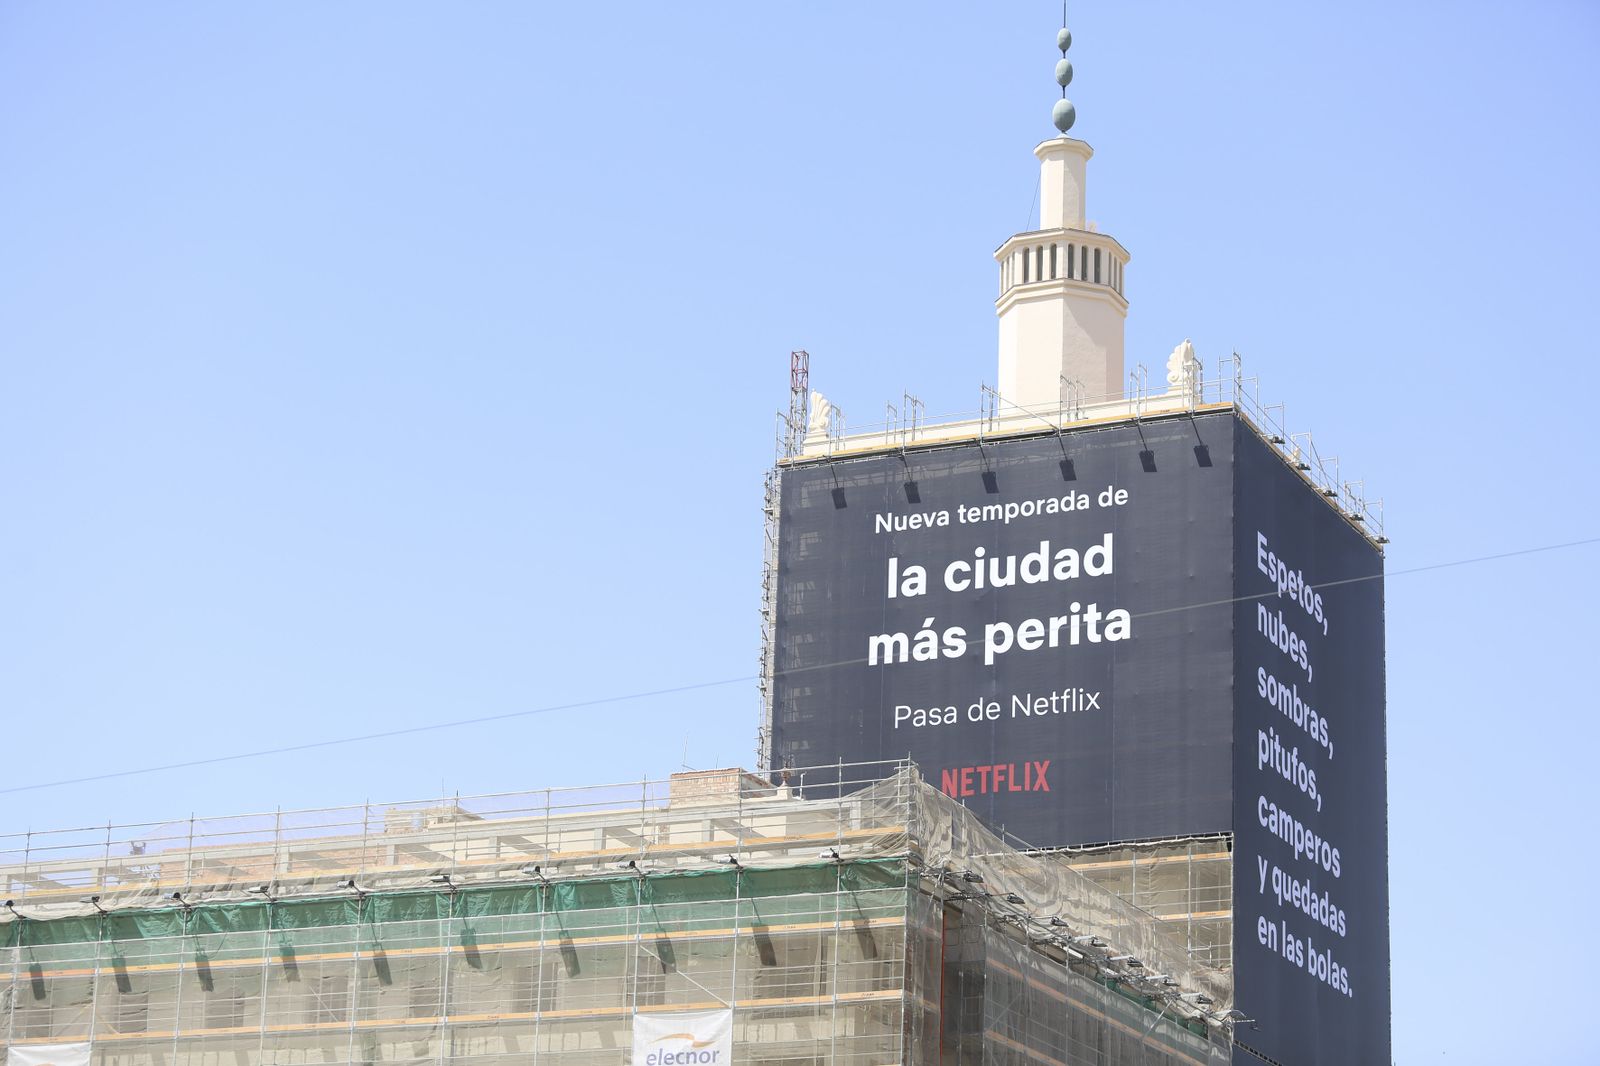 Nueva temporada de
la ciudad
más perita
Pasa de Netflix
NETFLIX
Espetos,
nubes,
sombras,
pitufos,
camperos
y quedadas
en las bolas.
elecnor